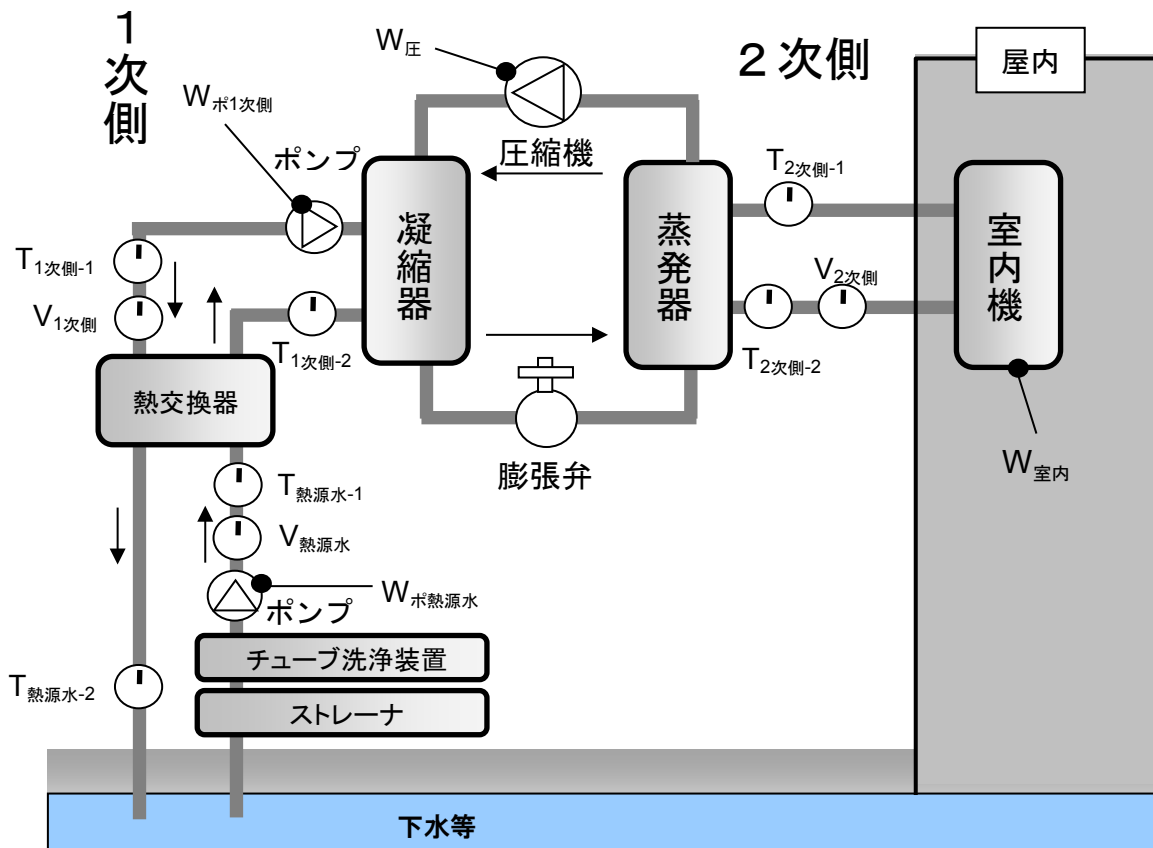 1次側
W圧
2次側
屋内
Wポ1次側
ポンプ
圧縮機
T2次側-1
凝縮器
蒸発器
室内機
T1次側-1
V1次側
V2次側
T1次側-2
T2次側-2
熱交換器
膨張弁
W室内
T熱源水-1
V熱源水
Wポ熱源水
ポンプ
チューブ洗浄装置
T熱源水-2
ストレーナ
下水等